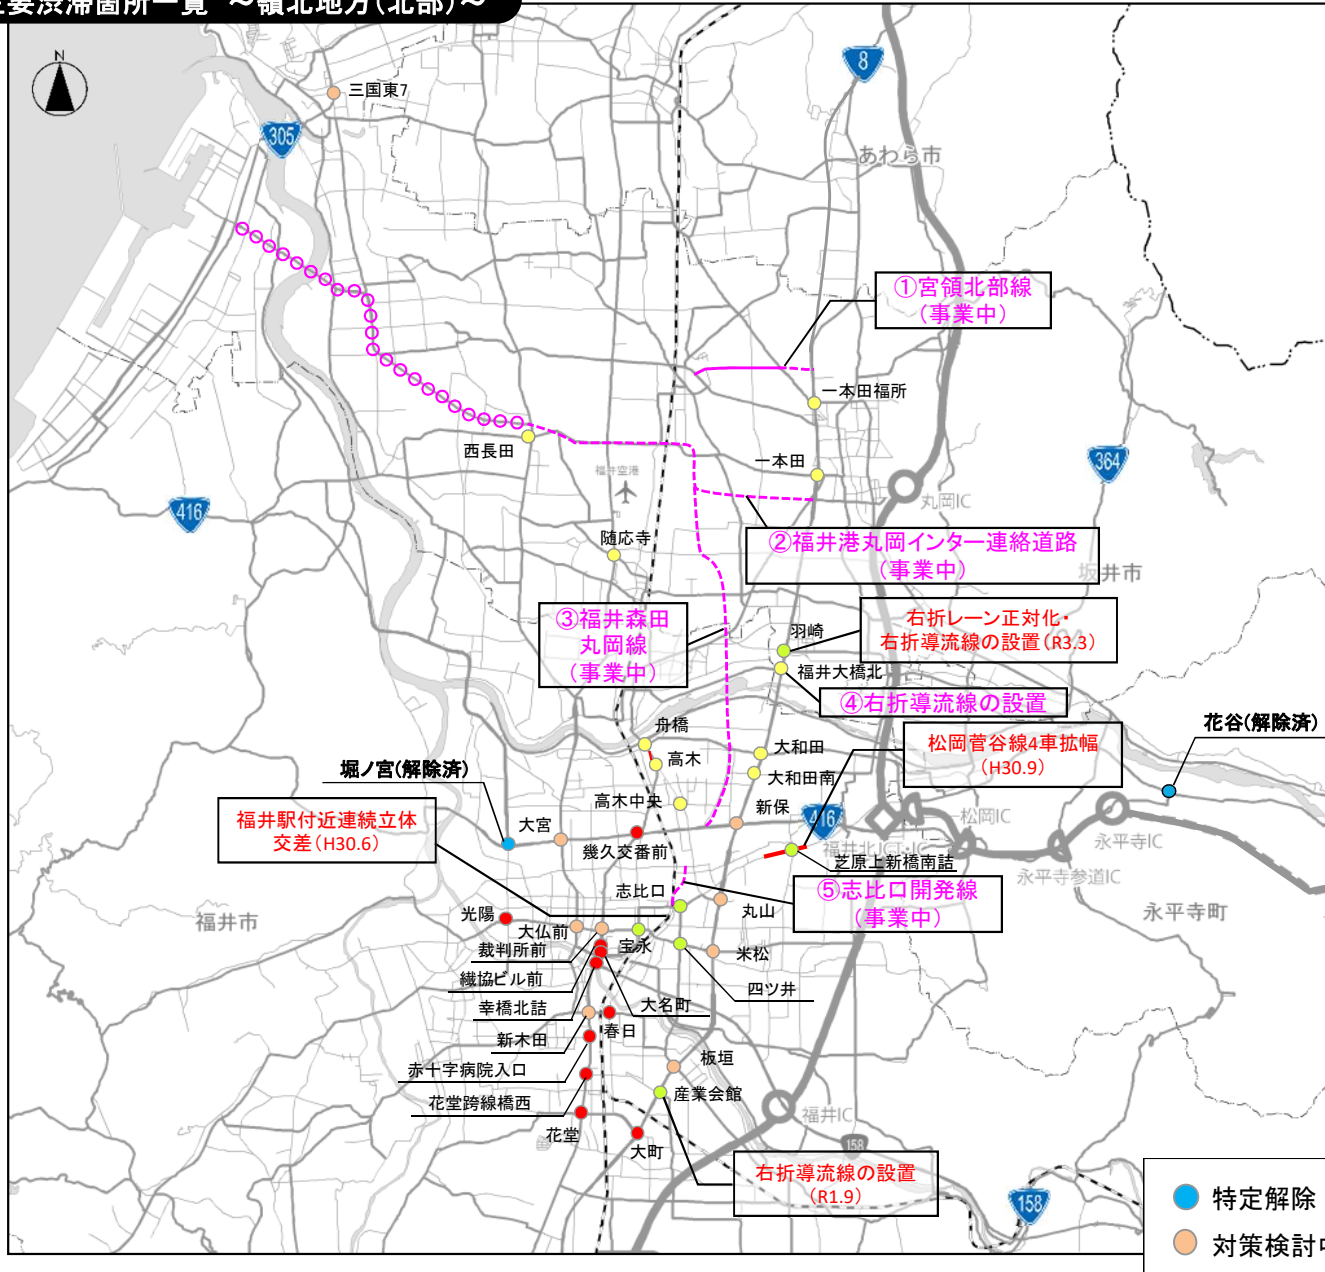 要渋滞箇所一覧 ～嶺北地方(北部)～
N
三国東7
305
8
あわら市
①宮領北部線
(事業中)
一本田福所
西長田
一本田
福井空港
364
丸岡IC
416
随応寺
②福井港丸岡インター連絡道路
(事業中)
坂井市
③福井森田
丸岡線
(事業中)
羽崎
右折レーン正対化・
右折導流線の設置(R3.3)
福井大橋北
④右折導流線の設置
舟橋
高木
大和田
大和田南
松岡菅谷線4車拡幅
(H30.9)
花谷(解除済)
堀ノ宮(解除済)
高木中央
新保
416
松岡IC
永平寺IC
福井駅付近連続立体
交差(H30.6)
大宮
幾久交番前
福井北JCT・IC
芝原上新橋南詰
永平寺参道IC
志比口
⑤志比口開発線
(事業中)
丸山
永平寺町
福井市
光陽
大仏前
裁判所前
宝永
米松
繊協ビル前
四ツ井
幸橋北詰
大名町
新木田
春日
赤十字病院入口
板垣
花堂跨線橋西
産業会館
福井IC
花堂
大町
158
右折導流線の設置
(R1.9)
158
特定解除
対策検討